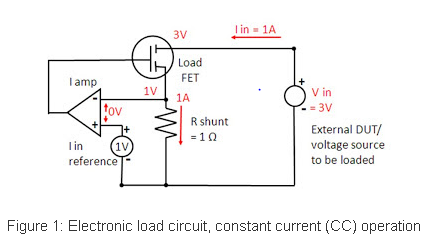 3V
I in = 1A
Load
FET
I amp
1V
1A
V in
= 3V
0V
R shunt
= 1 Ω
+
-
+
-
+
-
I in
reference
1V
External DUT/
voltage source
to be loaded
Figure 1: Electronic load circuit, constant current (CC) operation